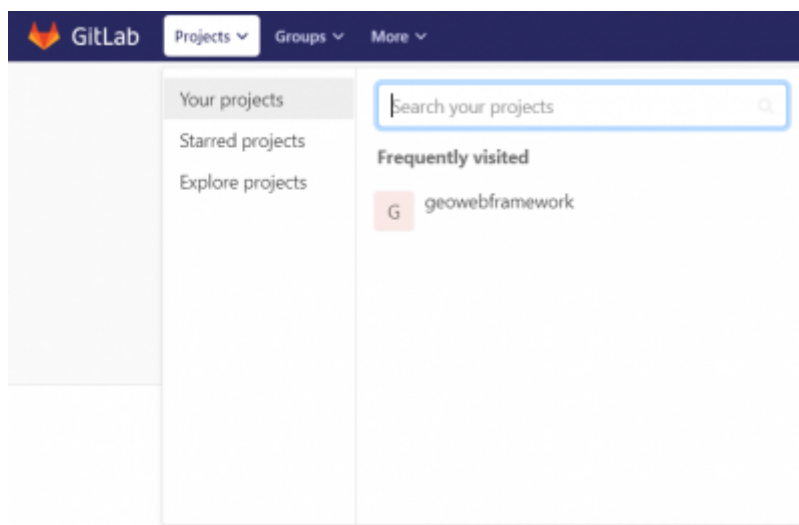 GitLab Projects Groups More
Your projects
Starred projects
Explore projects
Search your projects
Frequently visited
G geowebframework